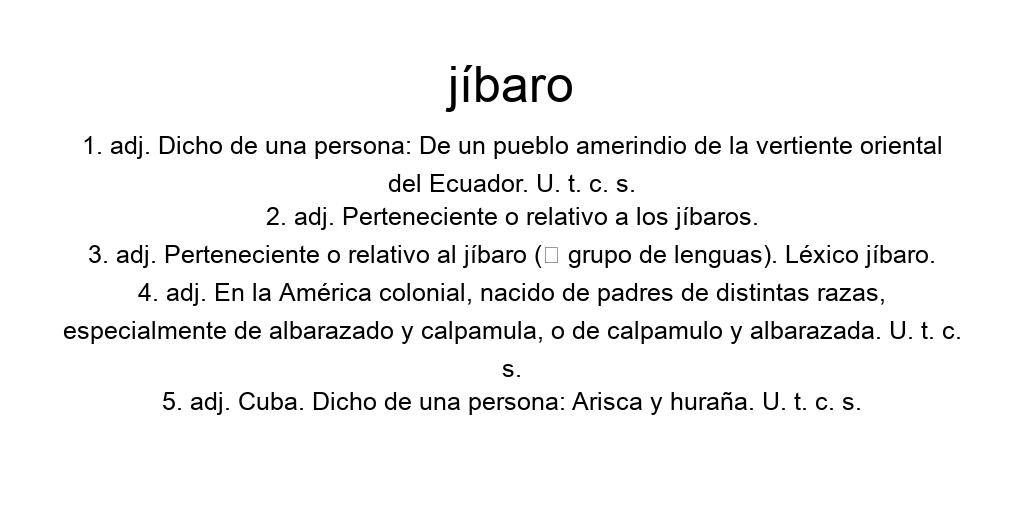 jíbaro
1. adj. Dicho de una persona: De un pueblo amerindio de la vertiente oriental
del Ecuador. U. t. c. s.
2. adj. Perteneciente o relativo a los jíbaros.
3. adj. Perteneciente o relativo al jíbaro (□ grupo de lenguas). Léxico jíbaro.
4. adj. En la América colonial, nacido de padres de distintas razas,
especialmente de albarazado y calpamula, o de calpamulo y albarazada. U. t. c.
s.
5. adj. Cuba. Dicho de una persona: Arisca y huraña. U. t. c. s.